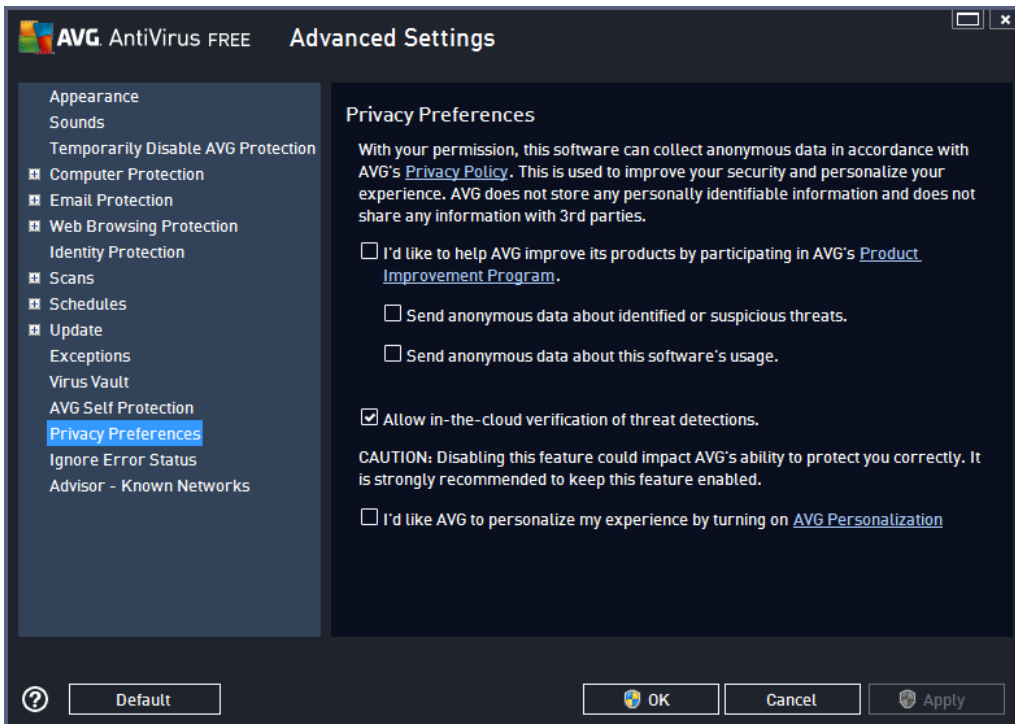 AVG. AntiVirus FREE Advanced Settings
Appearance
Sounds
Temporarily Disable AVG Protection
Computer Protection
Email Protection
Web Browsing Protection
Identity Protection
Scans
Schedules
Update
Exceptions
Virus Vault
AVG Self Protection
Privacy Preferences
Ignore Error Status
Advisor - Known Networks
Privacy Preferences
With your permission, this software can collect anonymous data in accordance with
AVG's Privacy Policy. This is used to improve your security and personalize your
experience. AVG does not store any personally identifiable information and does not
share any information with 3rd parties.
I'd like to help AVG improve its products by participating in AVG's Product
Improvement Program.
Send anonymous data about identified or suspicious threats.
Send anonymous data about this software's usage.
Allow in-the-cloud verification of threat detections.
CAUTION: Disabling this feature could impact AVG's ability to protect you correctly. It
is strongly recommended to keep this feature enabled.
I'd like AVG to personalize my experience by turning on AVG Personalization
? Default OK Cancel Apply